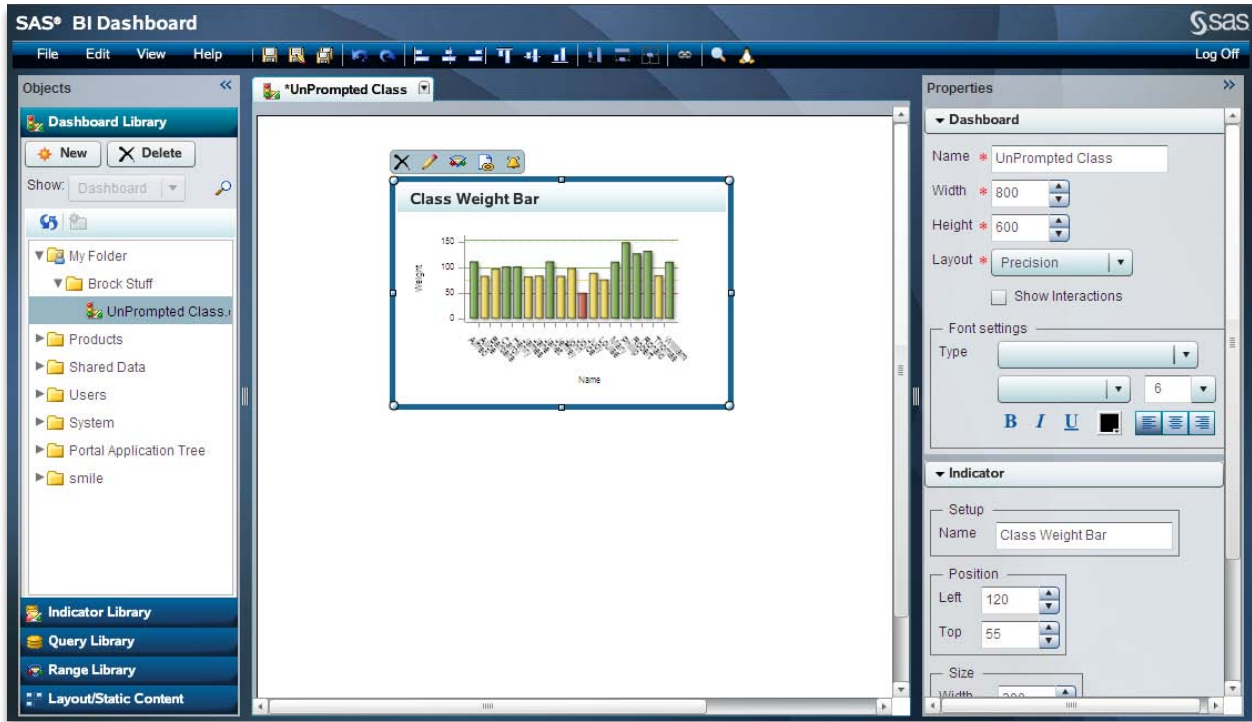 SAS® BI Dashboard
sas
File Edit View Help
Log Off
Objects
Dashboard Library
New
Delete
Show: Dashboard
My Folder
Brock Stuff
UnPrompted Class.
Products
Shared Data
Users
System
Portal Application Tree
smile
Indicator Library
Query Library
Range Library
Layout/Static Content
*UnPrompted Class
Class Weight Bar
Weight
150
100
50
0
Name
Properties
Dashboard
Name * UnPrompted Class
Width * 800
Height * 600
Layout * Precision
Show Interactions
Font settings
Type
6
B I U
Indicator
Setup
Name Class Weight Bar
Position
Left 120
Top 55
Size
Width